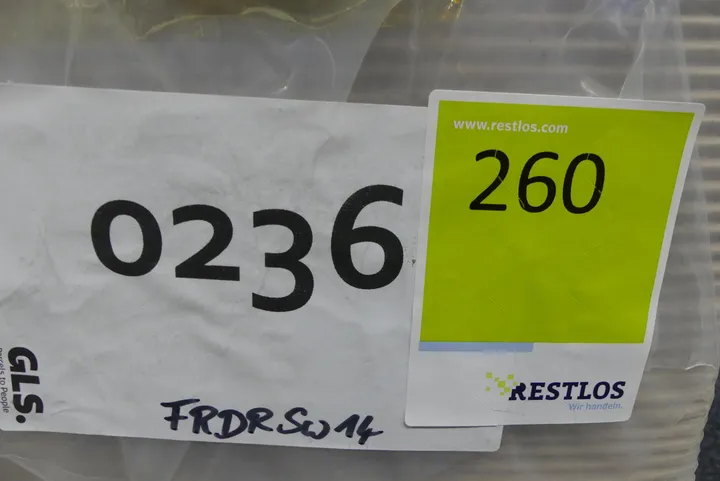 0236
GLS.
Parcels to People
FRDRSW14
www.restlos.com
260
RESTLOS
Wir handeln.